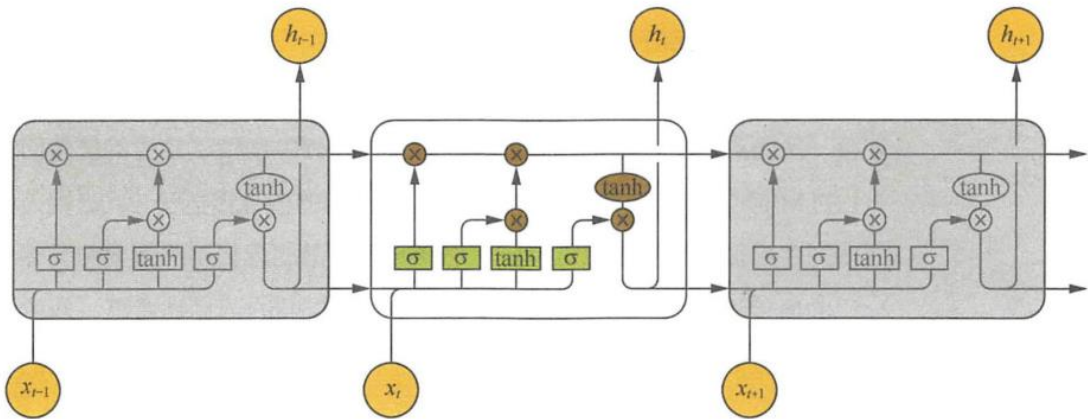 h_{t-1} h_t h_{t+1}
× × × × × ×
tanh tanh tanh
× × × × × ×
σ σ tanh σ σ σ tanh σ σ σ tanh σ
x_{t-1} x_t x_{t+1}